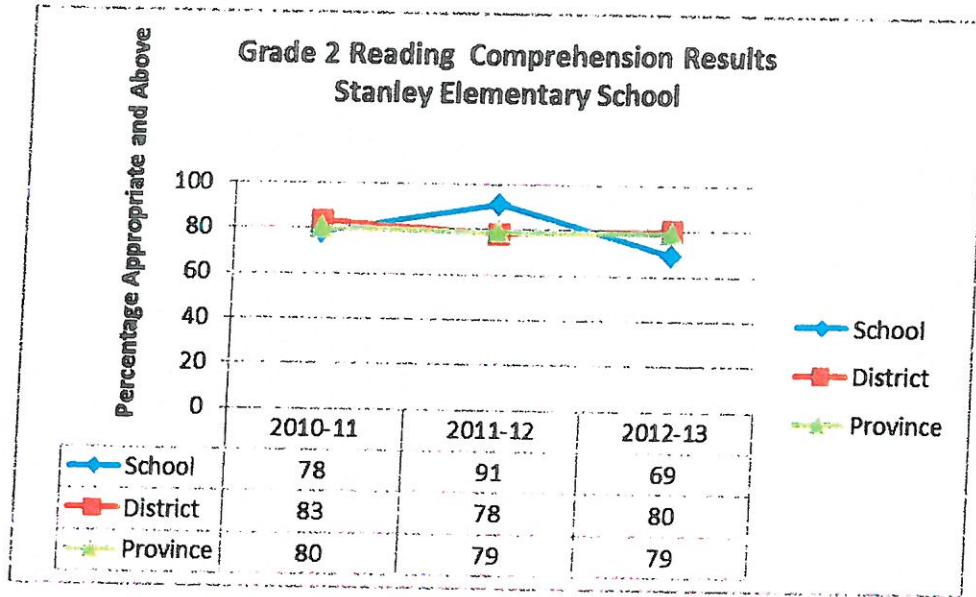 Grade 2 Reading Comprehension Results
Stanley Elementary School
Percentage Appropriate and Above
100
80
60
40
20
0
2010-11 2011-12 2012-13
School 78 91 69
District 83 78 80
Province 80 79 79
School
District
Province